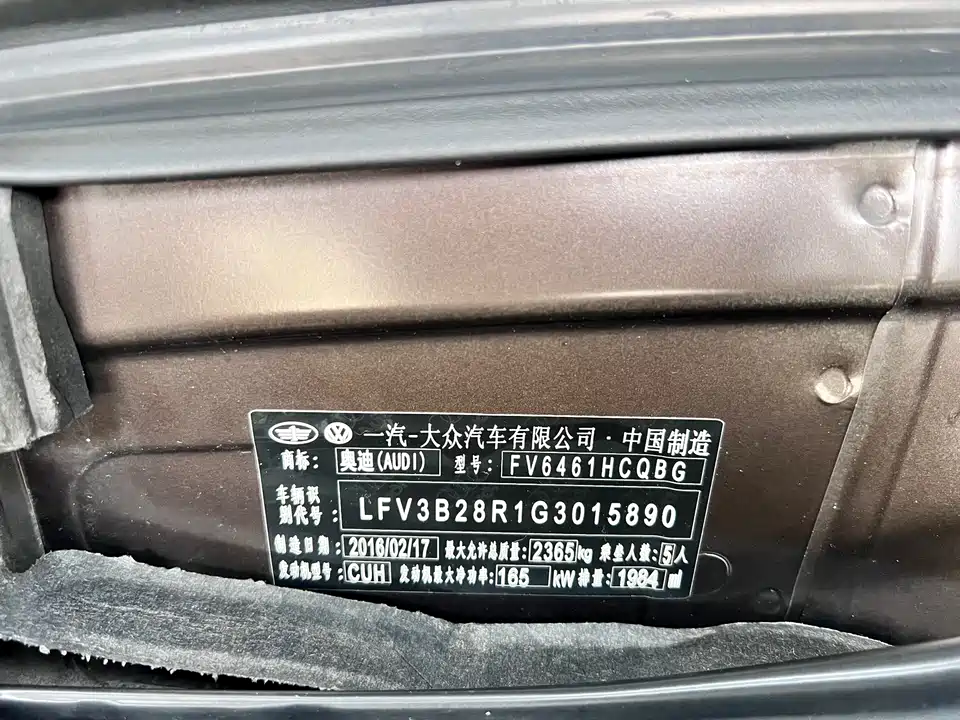 一汽-大众汽车有限公司·中国制造
商标: 奥迪(AUDI) 型号: FV6461HCQBG
车辆识别代号: LFV3B28R1G3015890
制造日期: 2016/02/17 最大允许总质量: 2365kg 乘坐人数: 5人
发动机型号: CUH 发动机最大净功率: 165 kW 排量: 1984 ml